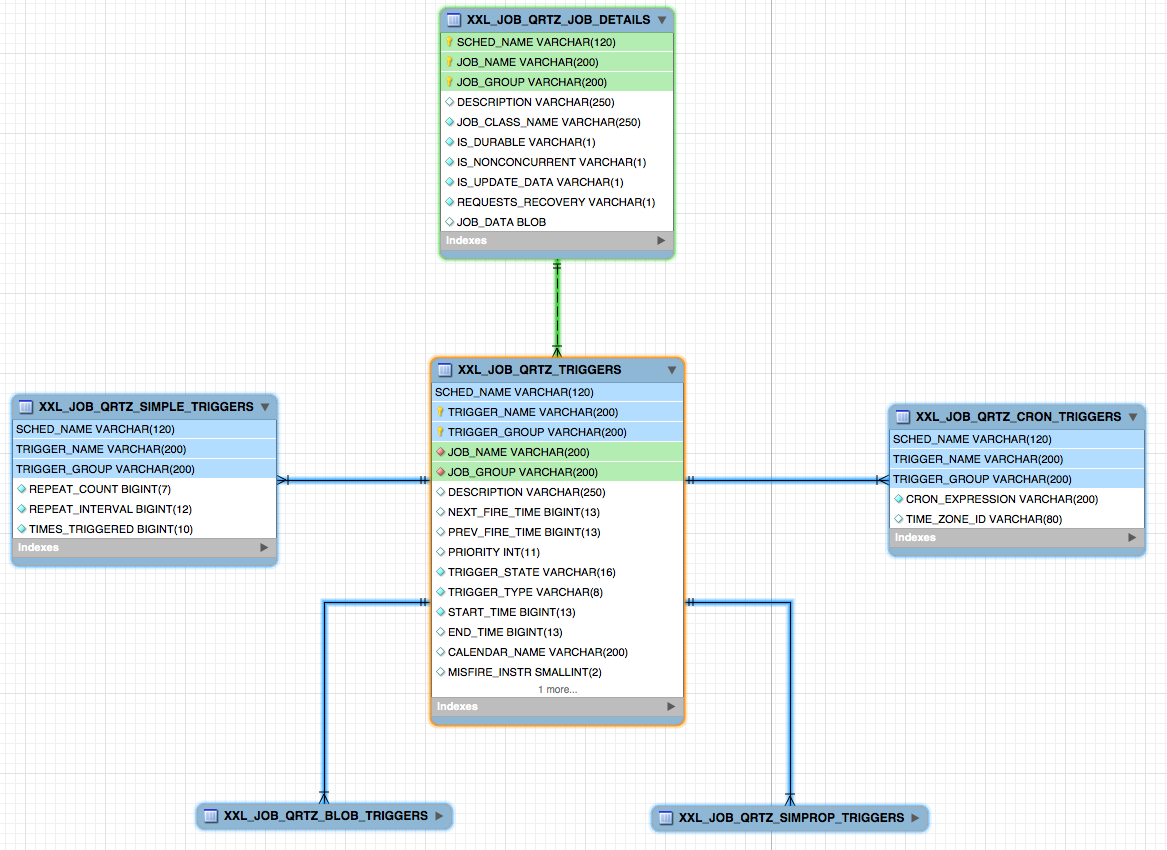 XXL_JOB_QRTZ_JOB_DETAILS
SCHED_NAME VARCHAR(120)
JOB_NAME VARCHAR(200)
JOB_GROUP VARCHAR(200)
DESCRIPTION VARCHAR(250)
JOB_CLASS_NAME VARCHAR(250)
IS_DURABLE VARCHAR(1)
IS_NONCONCURRENT VARCHAR(1)
IS_UPDATE_DATA VARCHAR(1)
REQUESTS_RECOVERY VARCHAR(1)
JOB_DATA BLOB
Indexes
XXL_JOB_QRTZ_SIMPLE_TRIGGERS
SCHED_NAME VARCHAR(120)
TRIGGER_NAME VARCHAR(200)
TRIGGER_GROUP VARCHAR(200)
REPEAT_COUNT BIGINT(7)
REPEAT_INTERVAL BIGINT(12)
TIMES_TRIGGERED BIGINT(10)
Indexes
XXL_JOB_QRTZ_TRIGGERS
SCHED_NAME VARCHAR(120)
TRIGGER_NAME VARCHAR(200)
TRIGGER_GROUP VARCHAR(200)
JOB_NAME VARCHAR(200)
JOB_GROUP VARCHAR(200)
DESCRIPTION VARCHAR(250)
NEXT_FIRE_TIME BIGINT(13)
PREV_FIRE_TIME BIGINT(13)
PRIORITY INT(11)
TRIGGER_STATE VARCHAR(16)
TRIGGER_TYPE VARCHAR(8)
START_TIME BIGINT(13)
END_TIME BIGINT(13)
CALENDAR_NAME VARCHAR(200)
MISFIRE_INSTR SMALLINT(2)
1 more...
Indexes
XXL_JOB_QRTZ_CRON_TRIGGERS
SCHED_NAME VARCHAR(120)
TRIGGER_NAME VARCHAR(200)
TRIGGER_GROUP VARCHAR(200)
CRON_EXPRESSION VARCHAR(200)
TIME_ZONE_ID VARCHAR(80)
Indexes
XXL_JOB_QRTZ_BLOB_TRIGGERS
XXL_JOB_QRTZ_SIMPROP_TRIGGERS